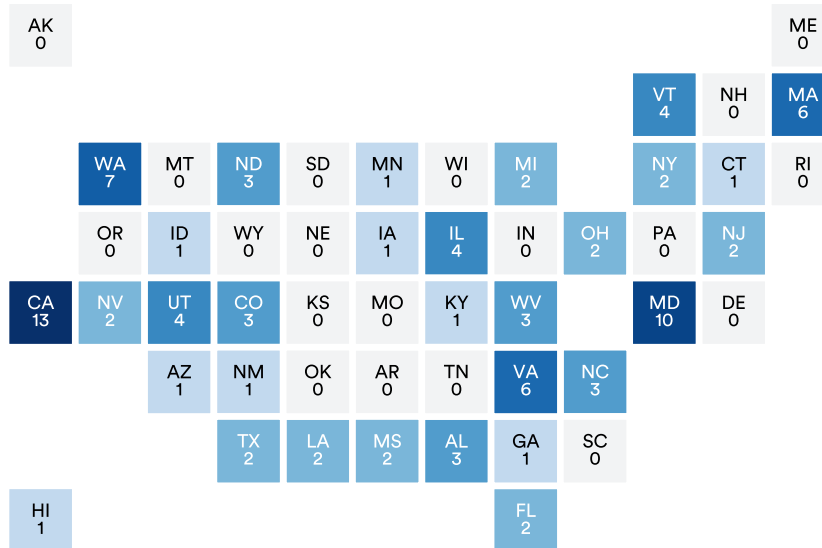 AK
0
ME
0
VT
4
NH
0
MA
6
WA
7
MT
0
ND
3
SD
0
MN
1
WI
0
MI
2
NY
2
CT
1
RI
0
OR
0
ID
1
WY
0
NE
0
IA
1
IL
4
IN
0
OH
2
PA
0
NJ
2
CA
13
NV
2
UT
4
CO
3
KS
0
MO
0
KY
1
WV
3
MD
10
DE
0
AZ
1
NM
1
OK
0
AR
0
TN
0
VA
6
NC
3
TX
2
LA
2
MS
2
AL
3
GA
1
SC
0
HI
1
FL
2